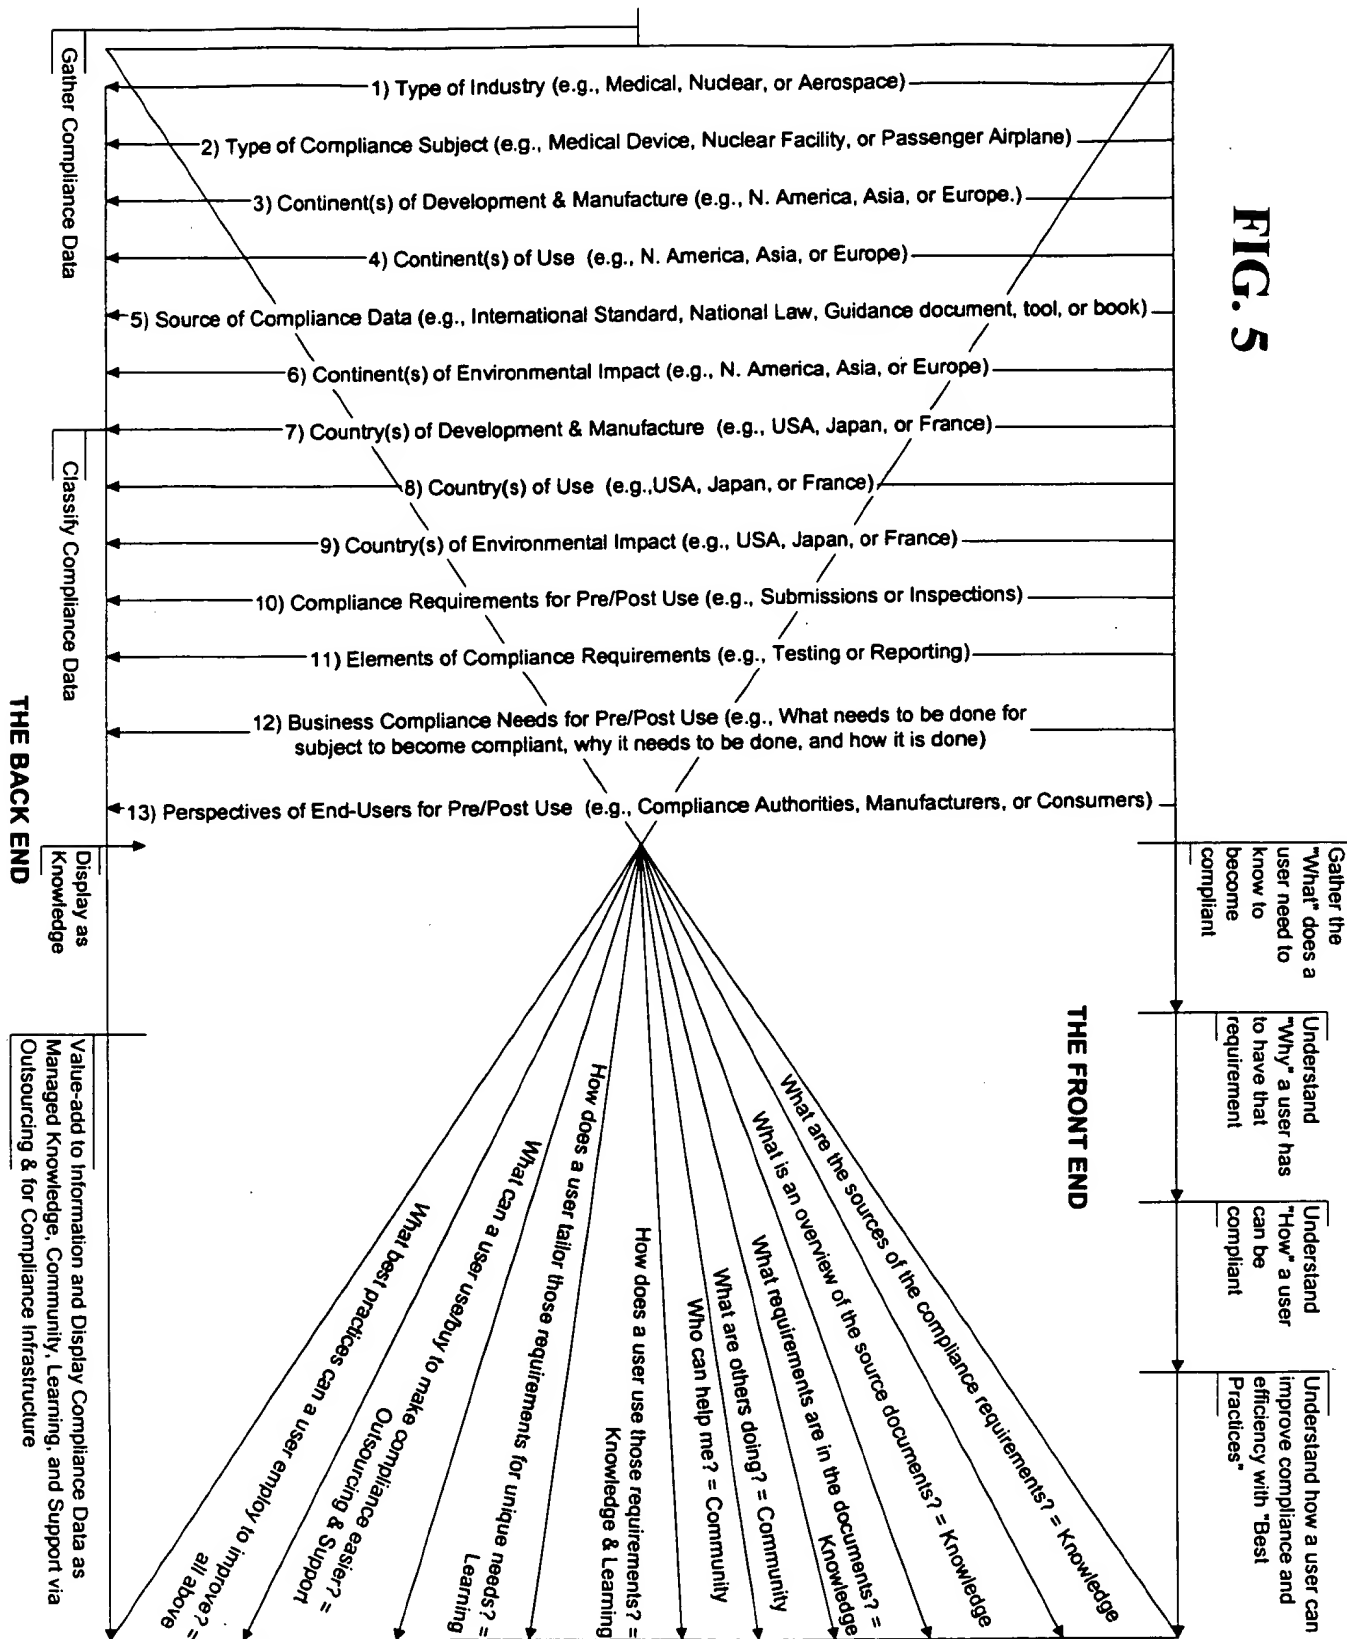 FIG. 5
Gather Compliance Data
1) Type of Industry (e.g., Medical, Nuclear, or Aerospace)
2) Type of Compliance Subject (e.g., Medical Device, Nuclear Facility, or Passenger Airplane)
3) Continent(s) of Development & Manufacture (e.g., N. America, Asia, or Europe.)
4) Continent(s) of Use (e.g., N. America, Asia, or Europe)
5) Source of Compliance Data (e.g., International Standard, National Law, Guidance document, tool, or book)
6) Continent(s) of Environmental Impact (e.g., N. America, Asia, or Europe)
7) Country(s) of Development & Manufacture (e.g., USA, Japan, or France)
Classify Compliance Data
8) Country(s) of Use (e.g.,USA, Japan, or France)
9) Country(s) of Environmental Impact (e.g., USA, Japan, or France)
10) Compliance Requirements for Pre/Post Use (e.g., Submissions or Inspections)
11) Elements of Compliance Requirements (e.g., Testing or Reporting)
12) Business Compliance Needs for Pre/Post Use (e.g., What needs to be done for
subject to become compliant, why it needs to be done, and how it is done)
13) Perspectives of End-Users for Pre/Post Use (e.g., Compliance Authorities, Manufacturers, or Consumers)
THE BACK END
Display as
Knowledge
Value-add to Information and Display Compliance Data as
Managed Knowledge, Community, Learning, and Support via
Outsourcing & for Compliance Infrastructure
THE FRONT END
Gather the
"What" does a
user need to
know to
become
compliant
Understand
"Why" a user has
to have that
requirement
Understand
"How" a user
can be
compliant
Understand how a user can
improve compliance and
efficiency with "Best
Practices"
What are the sources of the compliance requirements? = Knowledge
What is an overview of the source documents? = Knowledge
What requirements are in the documents? =
Knowledge
What are others doing? = Community
Who can help me? = Community
How does a user use those requirements? =
Knowledge & Learning
How does a user tailor those requirements for unique needs? =
Learning
What can a user use/buy to make compliance easier? =
Outsourcing & Support
What best practices can a user employ to improve? =
all above